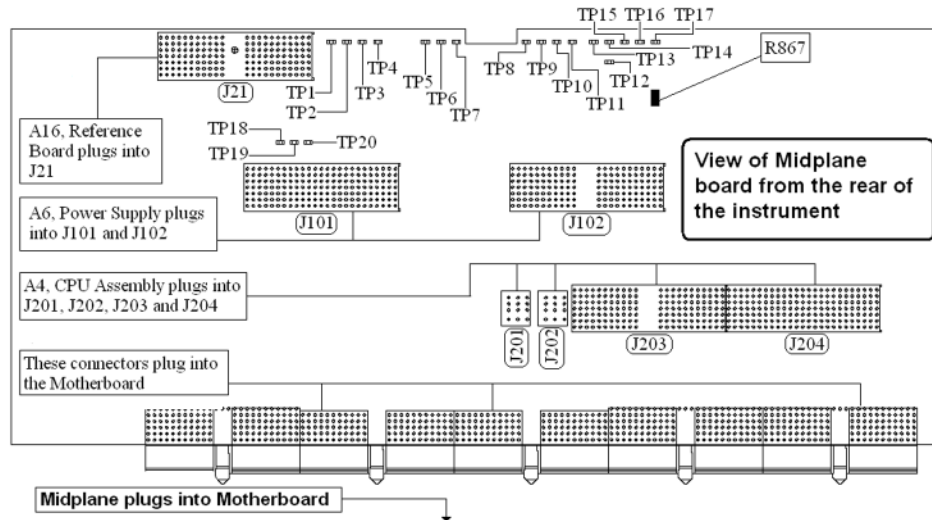 TP15 TP16 TP17
R867
TP4
TP14
J21
TP1 TP3 TP5 TP8 TP9 TP13
TP2 TP6 TP10 TP12
TP7 TP11
TP18
TP19 TP20
A16, Reference
Board plugs into
J21
View of Midplane
board from the rear of
the instrument
A6, Power Supply plugs
into J101 and J102
J101 J102
A4, CPU Assembly plugs into
J201, J202, J203 and J204
J201 J202 J203 J204
These connectors plug into
the Motherboard
Midplane plugs into Motherboard